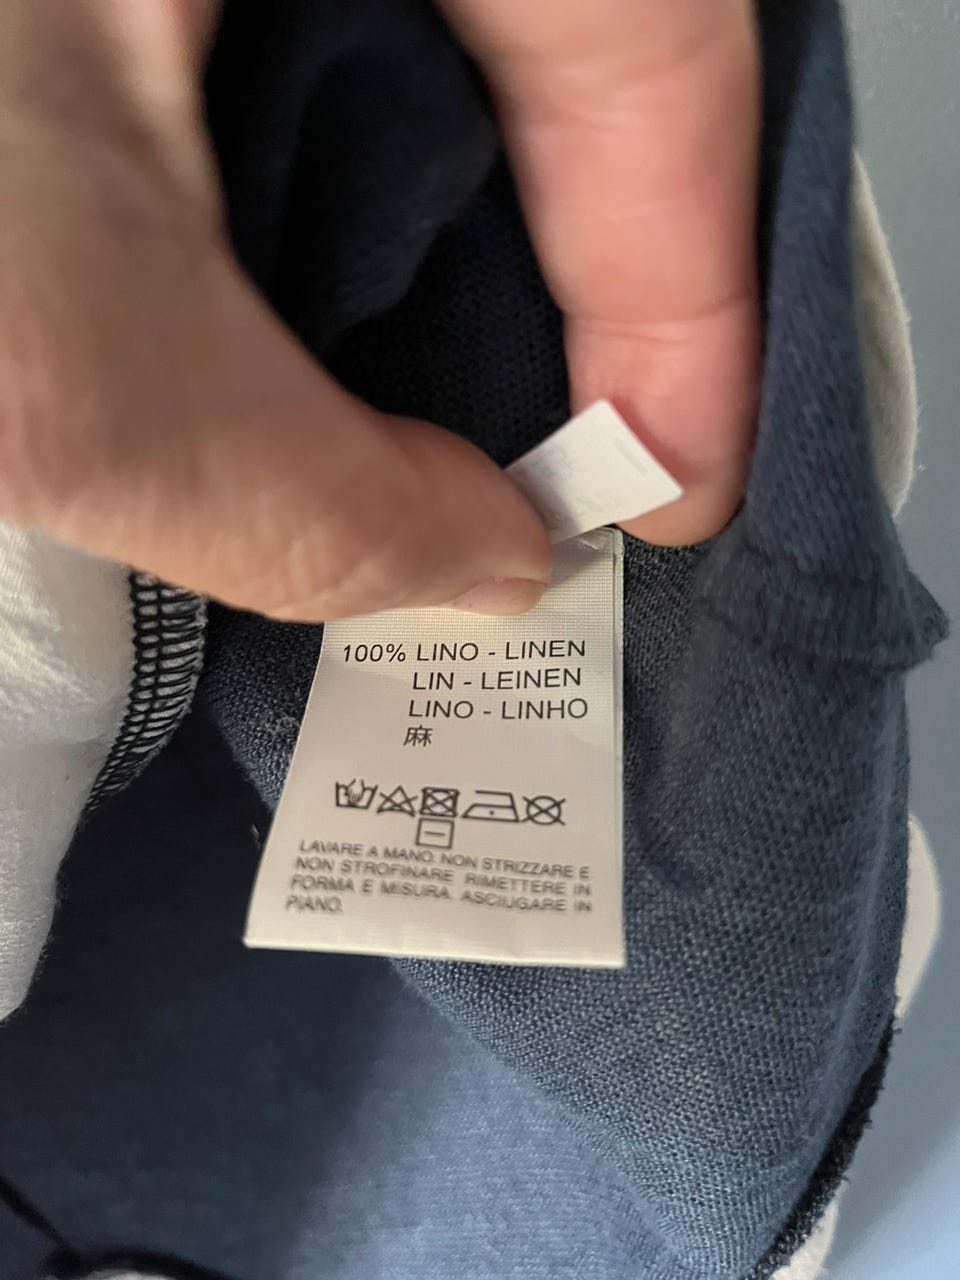 100% LINO - LINEN
LIN - LEINEN
LINO - LINHO
麻
LAVARE A MANO. NON STRIZZARE E
NON STROFINARE RIMETTERE IN
FORMA E MISURA. ASCIUGARE IN
PIANO.